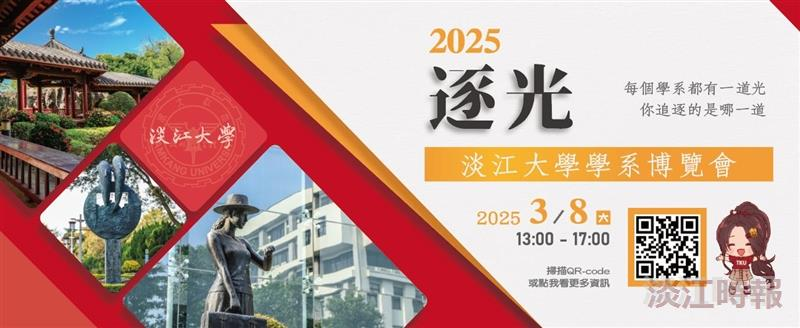 2025
逐光
每個學系都有一道光
你追逐的是哪一道
淡江大學學系博覽會
2025 3/8 六
13:00 - 17:00
掃描QR-code
或點我看更多資訊
淡江大學
TAMKANG UNIVERSITY
TKU
淡江時報